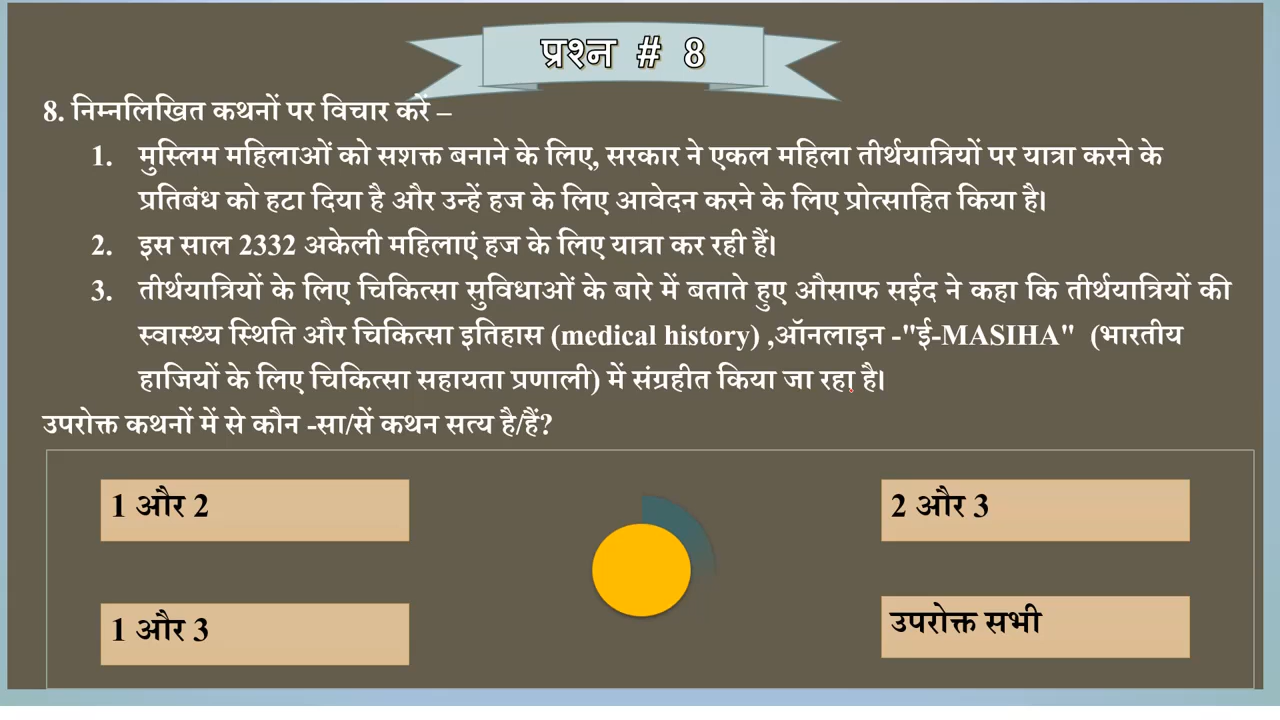 प्रश्न # 8
8. निम्नलिखित कथनों पर विचार करें –
1. मुस्लिम महिलाओं को सशक्त बनाने के लिए, सरकार ने एकल महिला तीर्थयात्रियों पर यात्रा करने के
प्रतिबंध को हटा दिया है और उन्हें हज के लिए आवेदन करने के लिए प्रोत्साहित किया है।
2. इस साल 2332 अकेली महिलाएं हज के लिए यात्रा कर रही हैं।
3. तीर्थयात्रियों के लिए चिकित्सा सुविधाओं के बारे में बताते हुए औसाफ सईद ने कहा कि तीर्थयात्रियों की
स्वास्थ्य स्थिति और चिकित्सा इतिहास (medical history) ,ऑनलाइन -"ई-MASIHA" (भारतीय
हाजियों के लिए चिकित्सा सहायता प्रणाली) में संग्रहीत किया जा रहा है।
उपरोक्त कथनों में से कौन -सा/सें कथन सत्य है/हैं?
1 और 2
2 और 3
1 और 3
उपरोक्त सभी